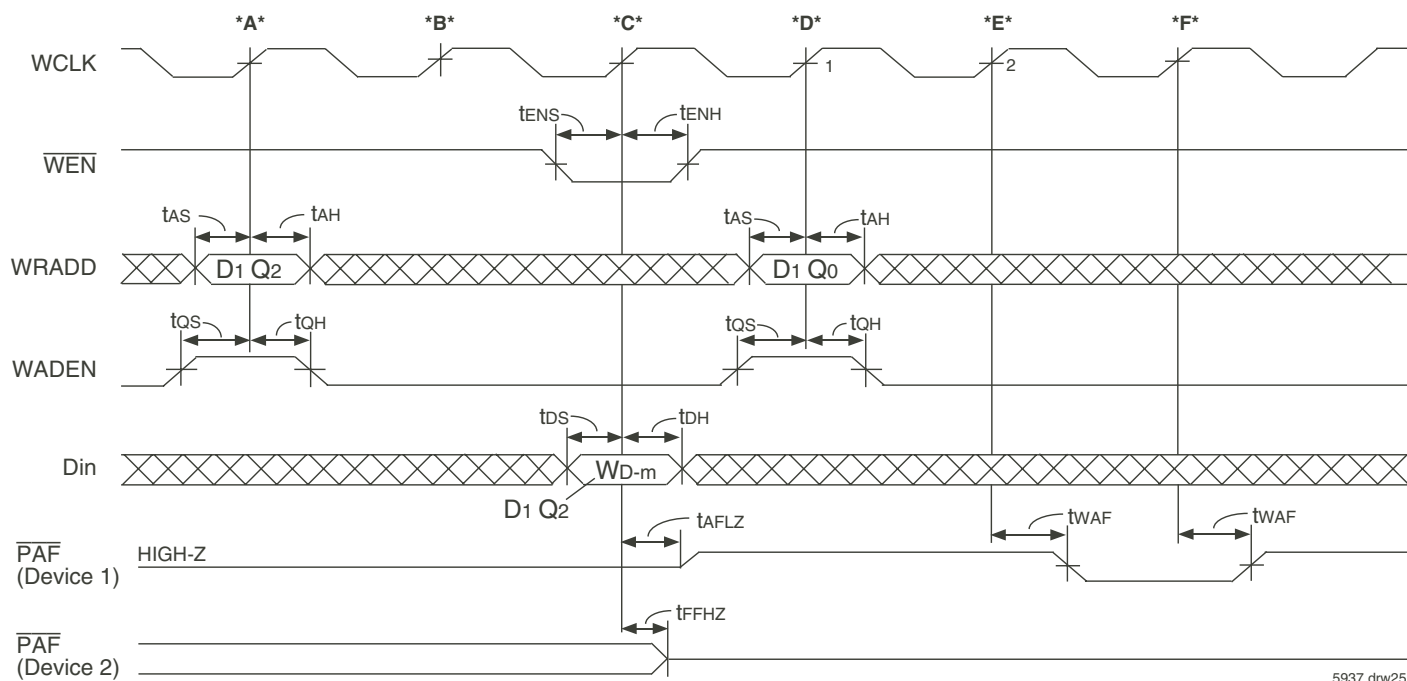 *A* *B* *C* *D* *E* *F*
WCLK 1 2
tENS tENH
WEN
tAS tAH tAS tAH
WRADD D1 Q2 D1 Q0
tQS tQH tQS tQH
WADEN
tDS tDH
Din WD-m
D1 Q2
tAFLZ tWAF tWAF
PAF HIGH-Z
(Device 1)
tFFHZ
PAF
(Device 2)
5937 drw25